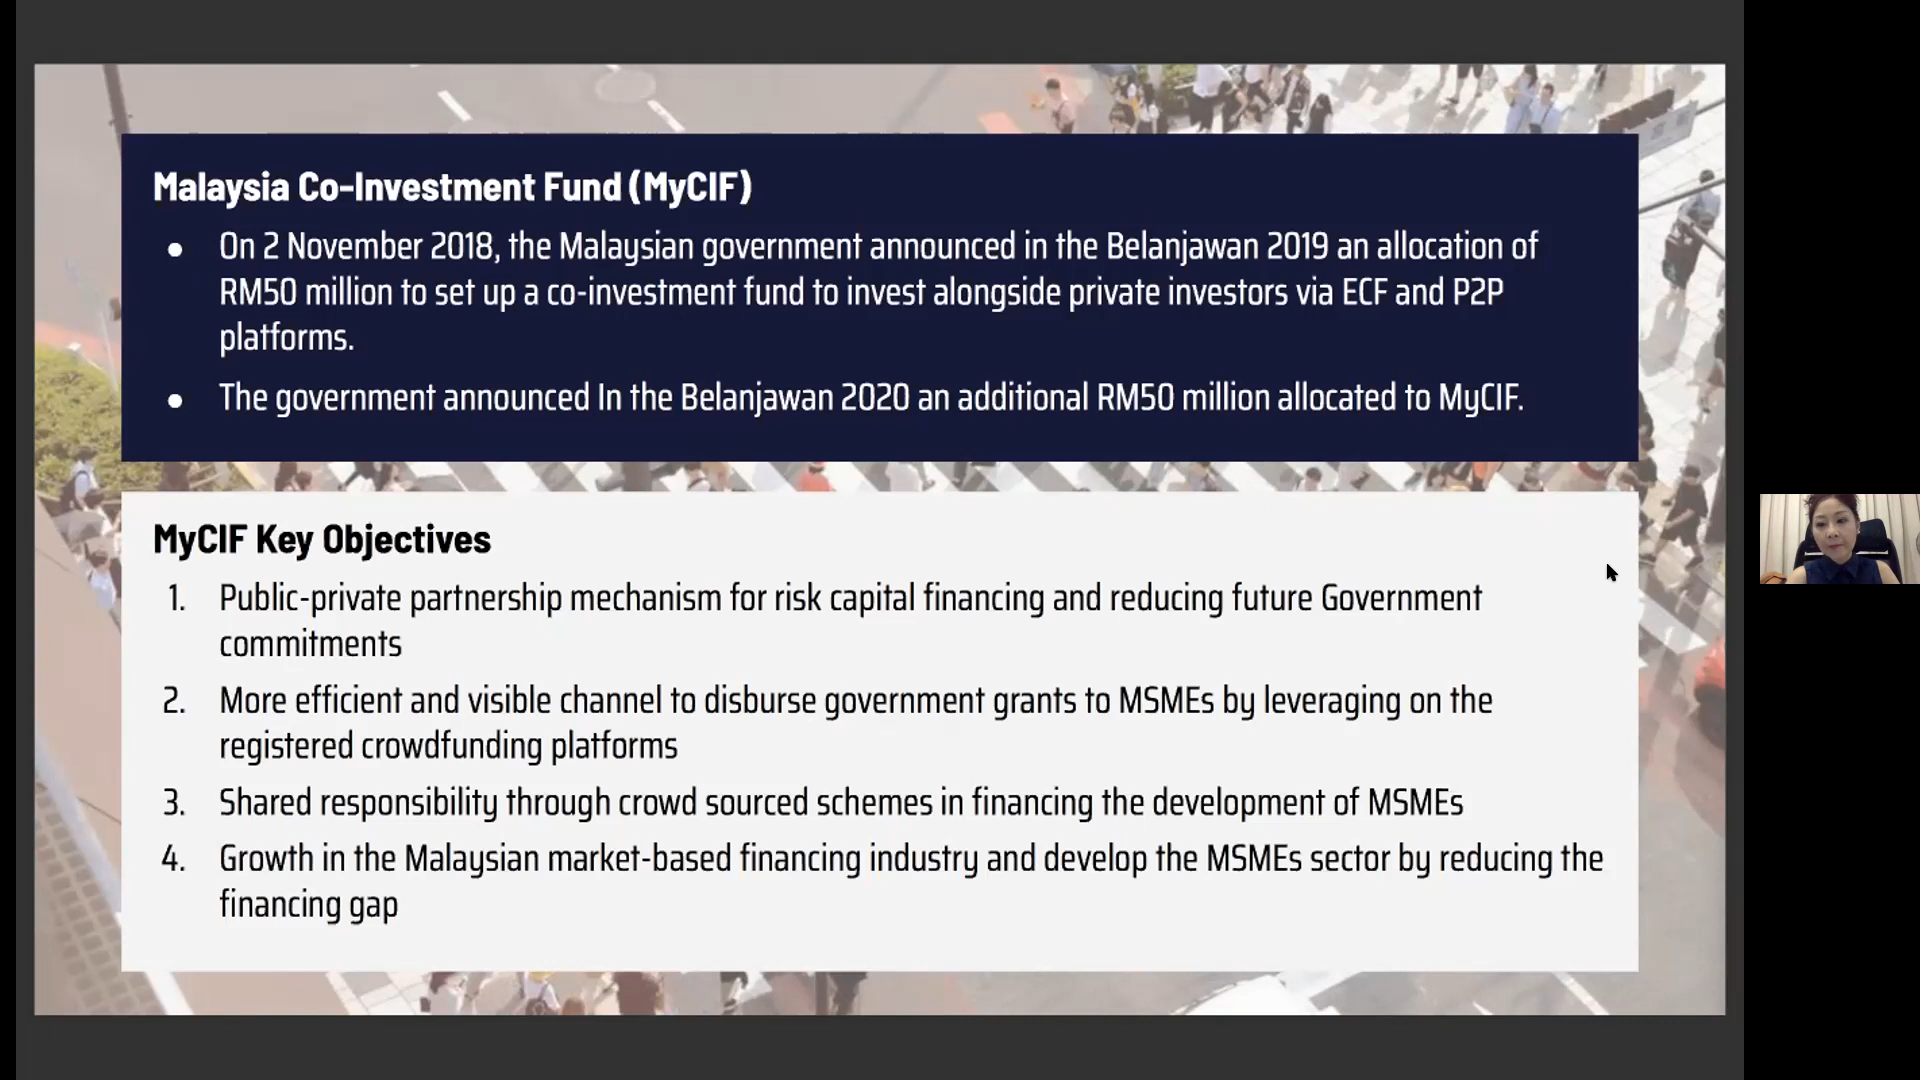 Malaysia Co-Investment Fund (MyCIF)
● On 2 November 2018, the Malaysian government announced in the Belanjawan 2019 an allocation of
RM50 million to set up a co-investment fund to invest alongside private investors via ECF and P2P
platforms.
● The government announced In the Belanjawan 2020 an additional RM50 million allocated to MyCIF.
MyCIF Key Objectives
1. Public-private partnership mechanism for risk capital financing and reducing future Government
commitments
2. More efficient and visible channel to disburse government grants to MSMEs by leveraging on the
registered crowdfunding platforms
3. Shared responsibility through crowd sourced schemes in financing the development of MSMEs
4. Growth in the Malaysian market-based financing industry and develop the MSMEs sector by reducing the
financing gap